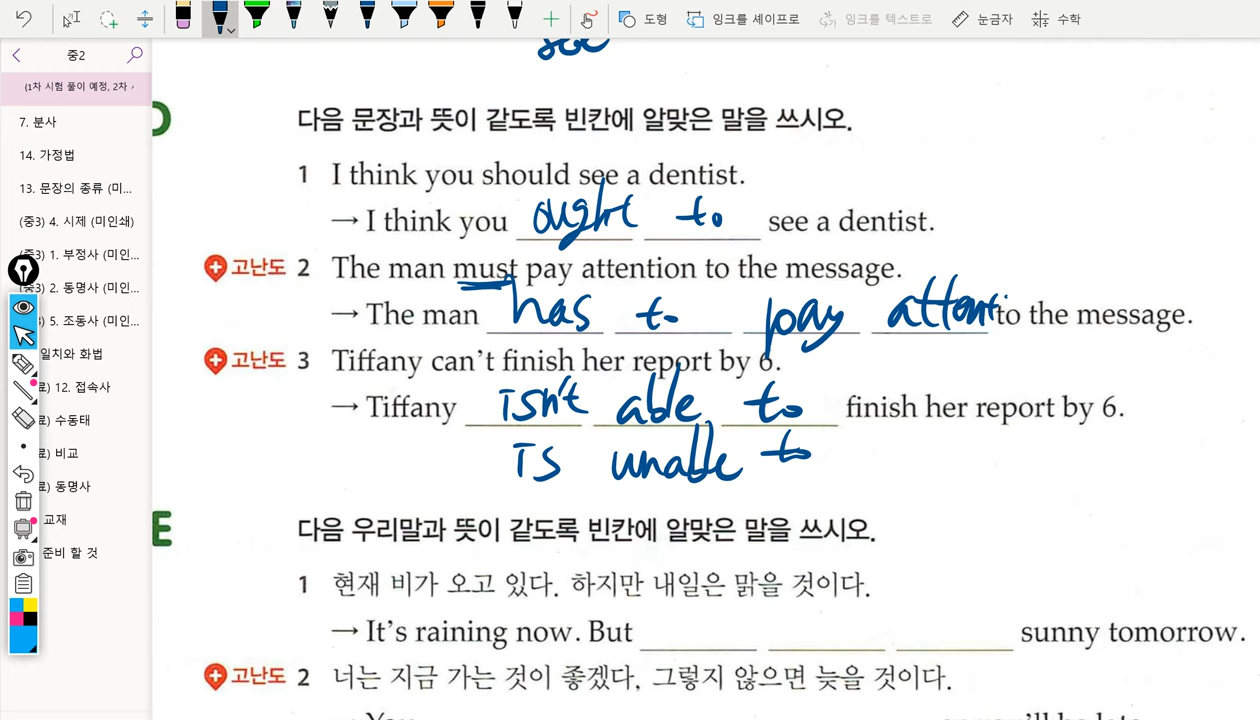 도형 잉크를 셰이프로 잉크를 텍스트로 눈금자 수학
중2
(1차 시험 풀이 예정, 2차
7. 분사
14. 가정법
13. 문장의 종류 (미...
(중3) 4. 시제 (미인쇄)
3) 1. 부정사 (미인...
3) 2. 동명사 (미인...
3) 5. 조동사 (미인...
일치와 화법
료) 12. 접속사
료) 수동태
료) 비교
료) 동명사
교재
준비 할 것
see
D 다음 문장과 뜻이 같도록 빈칸에 알맞은 말을 쓰시오.
1 I think you should see a dentist.
→ I think you ought to see a dentist.
고난도 2 The man must pay attention to the message.
→ The man has to pay attenti to the message.
고난도 3 Tiffany can't finish her report by 6.
→ Tiffany isn't able to finish her report by 6.
is unable to
E 다음 우리말과 뜻이 같도록 빈칸에 알맞은 말을 쓰시오.
1 현재 비가 오고 있다. 하지만 내일은 맑을 것이다.
→ It's raining now. But sunny tomorrow.
고난도 2 너는 지금 가는 것이 좋겠다, 그렇지 않으면 늦을 것이다.
→ You or you'll be late.